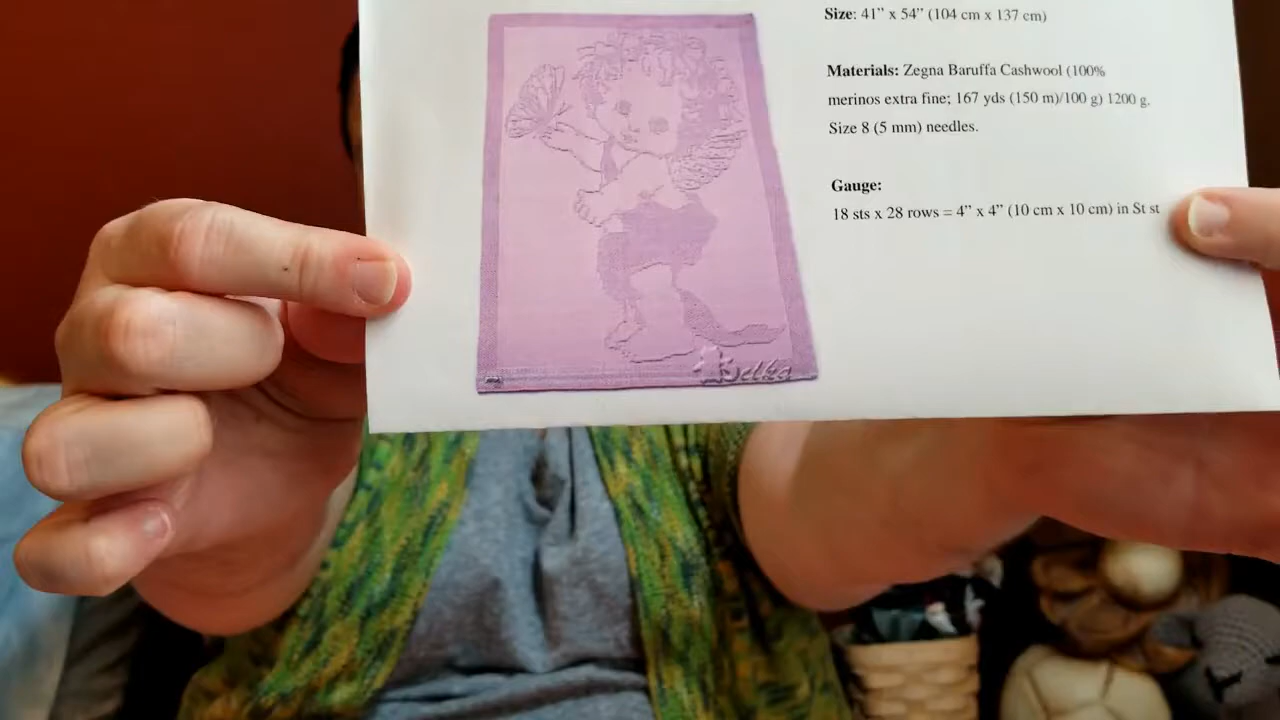 Size: 41” x 54” (104 cm x 137 cm)
Materials: Zegna Baruffa Cashwool (100%
merinos extra fine; 167 yds (150 m)/100 g) 1200 g.
Size 8 (5 mm) needles.
Gauge:
18 sts x 28 rows = 4” x 4” (10 cm x 10 cm) in St st
Belka